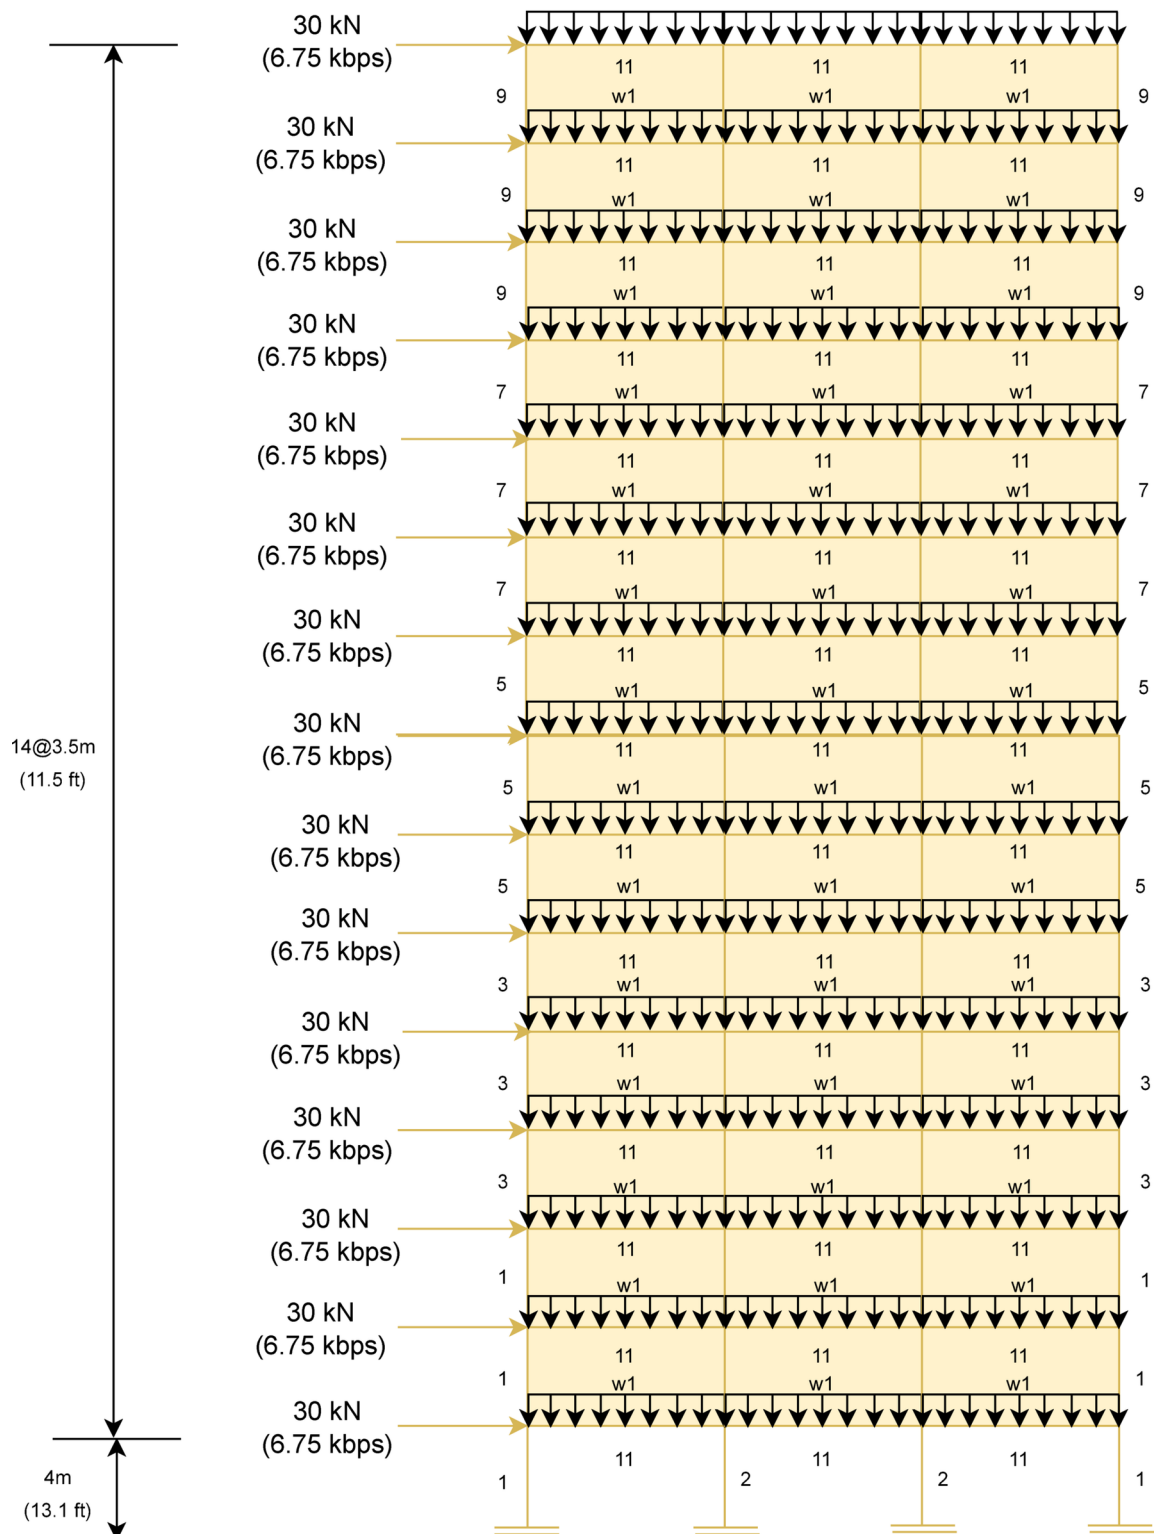 30 kN
(6.75 kbps)
11 11 11
9 w1 w1 w1 9
30 kN
(6.75 kbps)
11 11 11
9 w1 w1 w1 9
30 kN
(6.75 kbps)
11 11 11
9 w1 w1 w1 9
30 kN
(6.75 kbps)
11 11 11
7 w1 w1 w1 7
30 kN
(6.75 kbps)
11 11 11
7 w1 w1 w1 7
30 kN
(6.75 kbps)
11 11 11
7 w1 w1 w1 7
30 kN
(6.75 kbps)
11 11 11
5 w1 w1 w1 5
30 kN
(6.75 kbps)
14@3.5m
(11.5 ft)
11 11 11
5 w1 w1 w1 5
30 kN
(6.75 kbps)
11 11 11
5 w1 w1 w1 5
30 kN
(6.75 kbps)
11 11 11
3 w1 w1 w1 3
30 kN
(6.75 kbps)
11 11 11
3 w1 w1 w1 3
30 kN
(6.75 kbps)
11 11 11
3 w1 w1 w1 3
30 kN
(6.75 kbps)
11 11 11
1 w1 w1 w1 1
30 kN
(6.75 kbps)
11 11 11
1 w1 w1 w1 1
30 kN
(6.75 kbps)
11 11 11
4m
(13.1 ft)
1 2 2 1